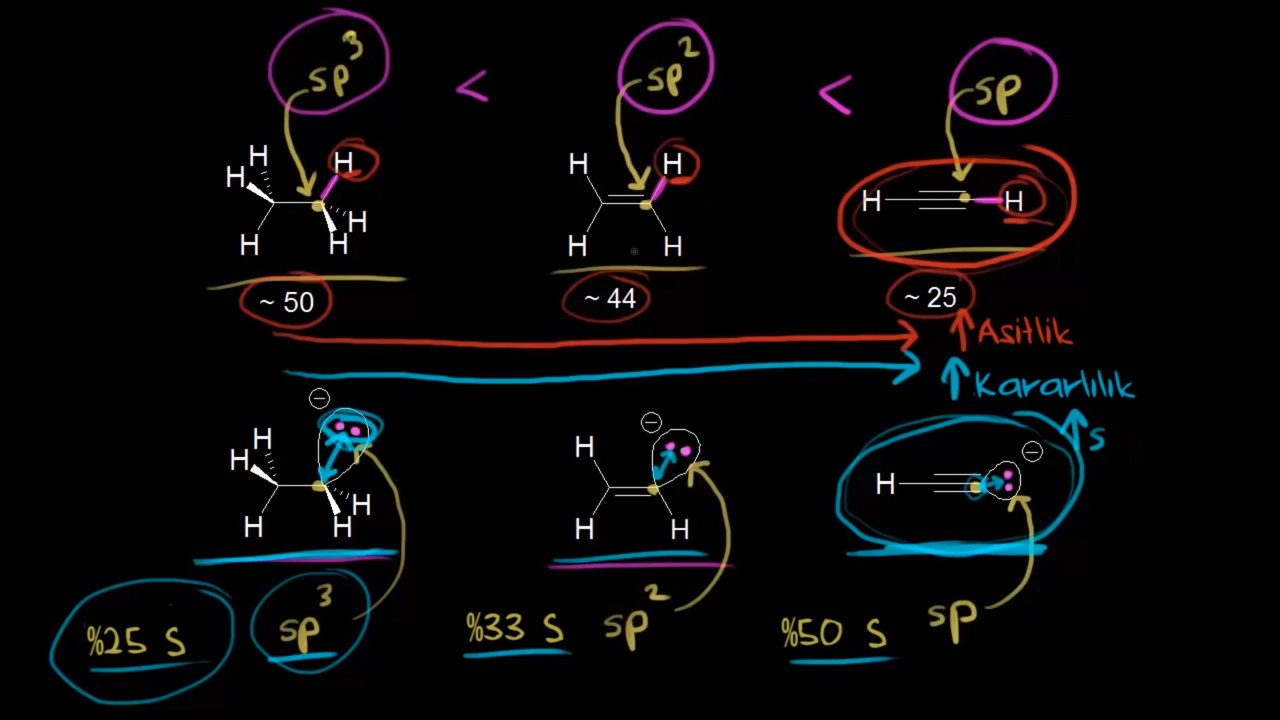 sp³ < sp² < sp
H H H H
H H H H
H H H
H H H
~ 50 ~ 44 ~ 25
↑ Asitlik
↑ Kararlılık
↑ S
H H H
H H
H H H H
%25 S sp³ %33 S sp² %50 S sp